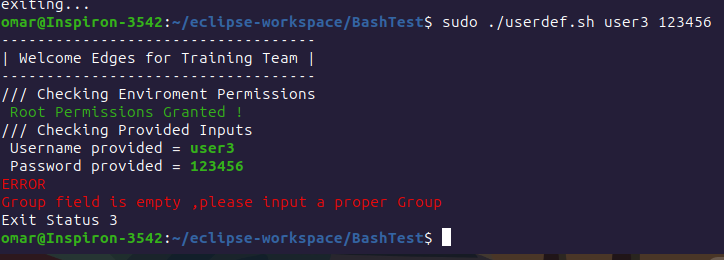 exiting...
omar@Inspiron-3542:~/eclipse-workspace/BashTest$ sudo ./userdef.sh user3 123456
-----------------------------------
| Welcome Edges for Training Team |
-----------------------------------
/// Checking Enviroment Permissions
 Root Permissions Granted !
/// Checking Provided Inputs
 Username provided = user3
 Password provided = 123456
ERROR
Group field is empty ,please input a proper Group
Exit Status 3
omar@Inspiron-3542:~/eclipse-workspace/BashTest$